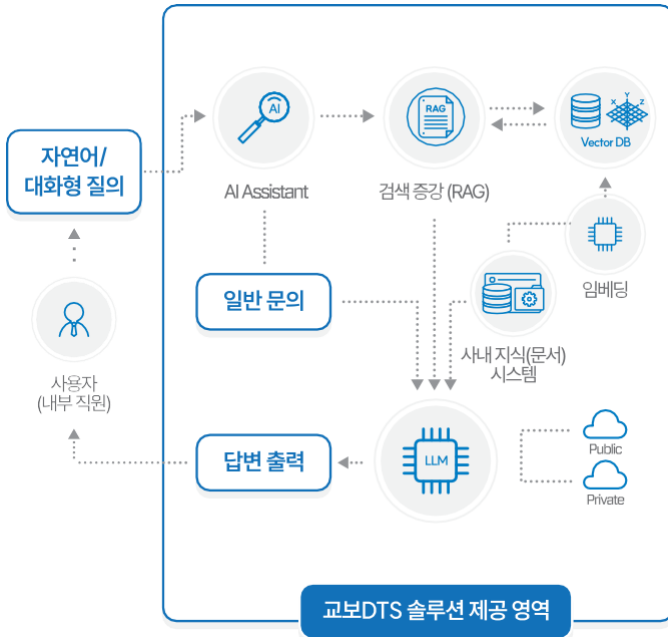 자연어/
대화형 질의
AI
AI Assistant
RAG
검색 증강 (RAG)
X
Y
Z
Vector DB
임베딩
일반 문의
사내 지식(문서)
시스템
사용자
(내부 직원)
답변 출력
LLM
Public
Private
교보DTS 솔루션 제공 영역